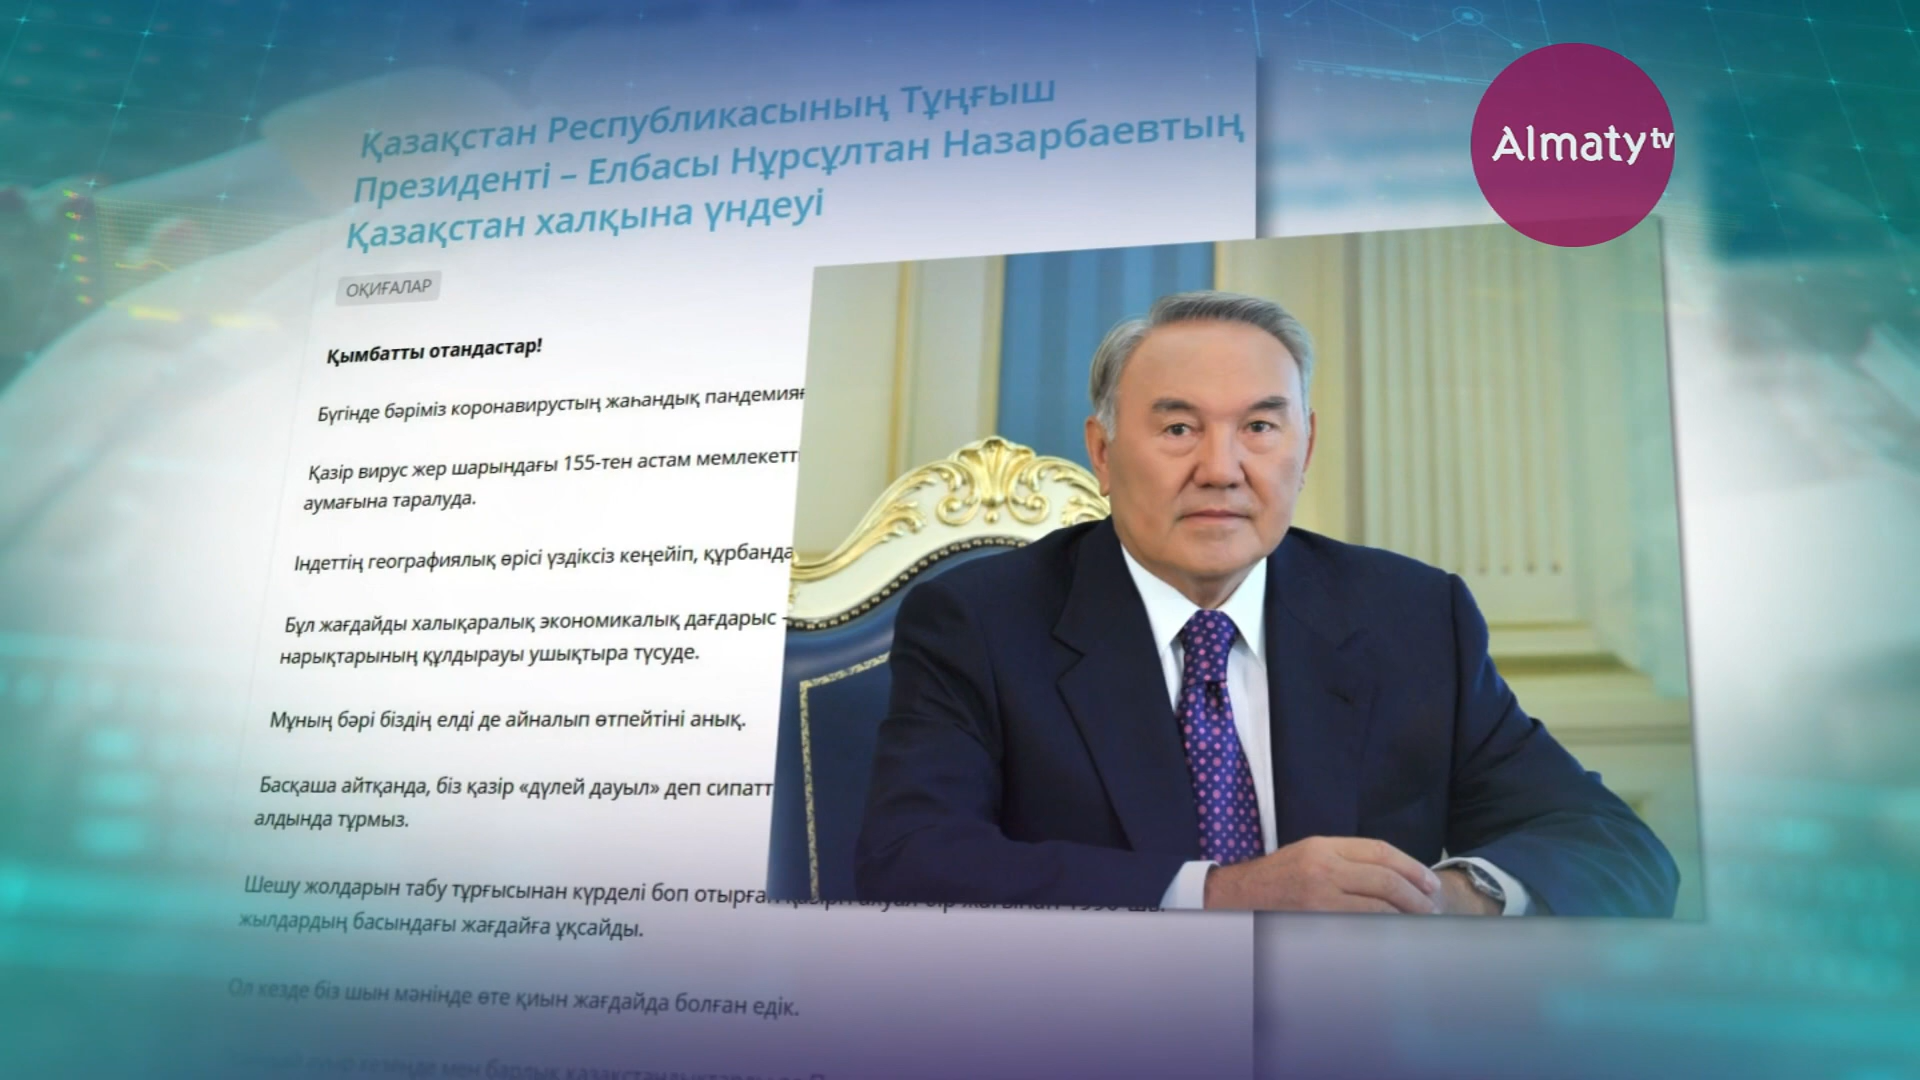 Almaty tv
Қазақстан Республикасының Тұңғыш
Президенті – Елбасы Нұрсұлтан Назарбаевтың
Қазақстан халқына үндеуі
ОҚИҒАЛАР
Қымбатты отандастар!
Бүгінде бәріміз коронавирустың жаһандық пандемияғ
Қазір вирус жер шарындағы 155-тен астам мемлекетт
аумағына таралуда.
Індеттің географиялық өрісі үздіксіз кеңейіп, құрбанда
Бұл жағдайды халықаралық экономикалық дағдарыс –
нарықтарының құлдырауы ушықтыра түсуде.
Мұның бәрі біздің елді де айналып өтпейтіні анық.
Басқаша айтқанда, біз қазір «дүлей дауыл» деп сипатт
алдында тұрмыз.
Шешу жолдарын табу тұрғысынан күрделі боп отырған
жылдардың басындағы жағдайға ұқсайды.
Ол кезде біз шын мәнінде өте қиын жағдайда болған едік.